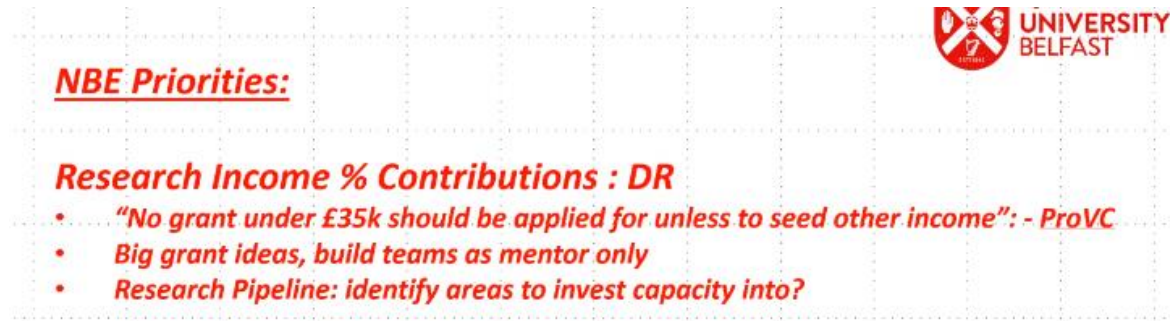 UNIVERSITY
BELFAST
NBE Priorities:
Research Income % Contributions : DR
• “No grant under £35k should be applied for unless to seed other income”: - ProVC
• Big grant ideas, build teams as mentor only
• Research Pipeline: identify areas to invest capacity into?